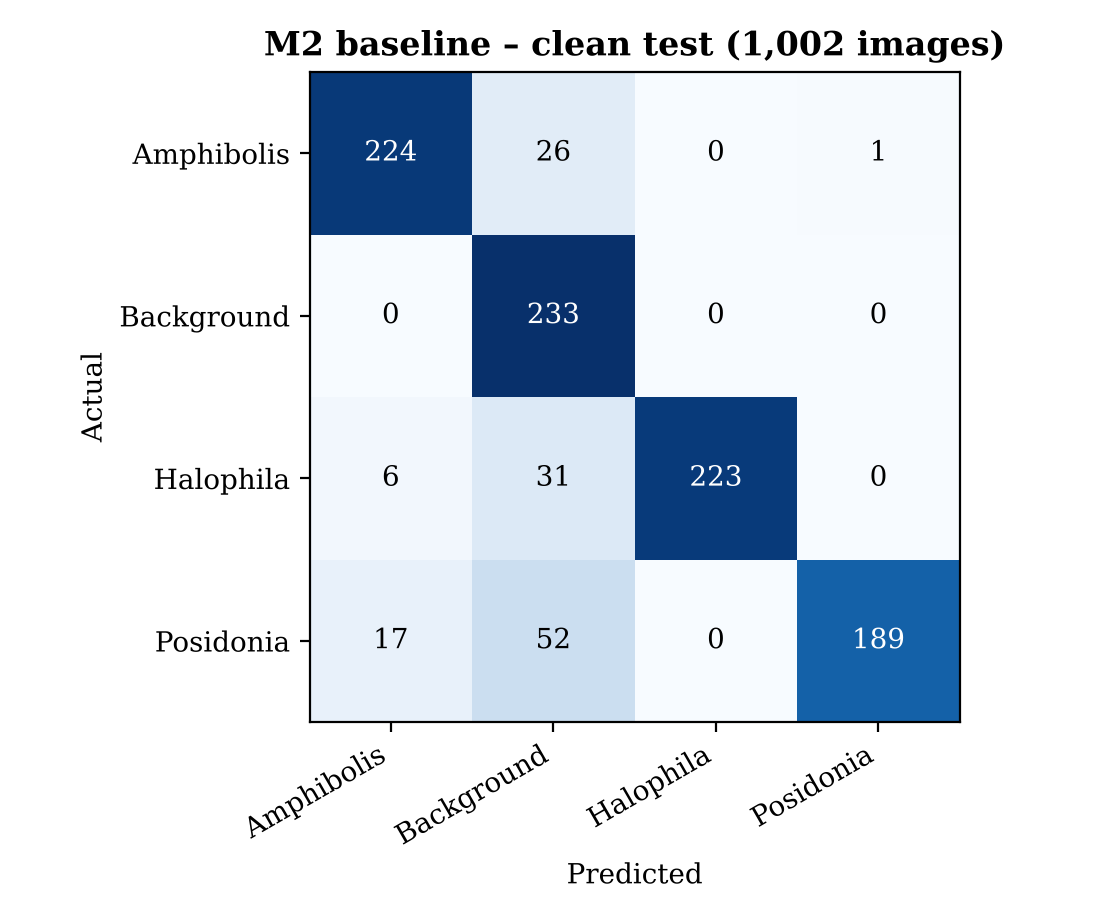 M2 baseline – clean test (1,002 images)
Amphibolis 224 26 0 1
Background 0 233 0 0
Halophila 6 31 223 0
Posidonia 17 52 0 189
Actual
Amphibolis Background Halophila Posidonia
Predicted